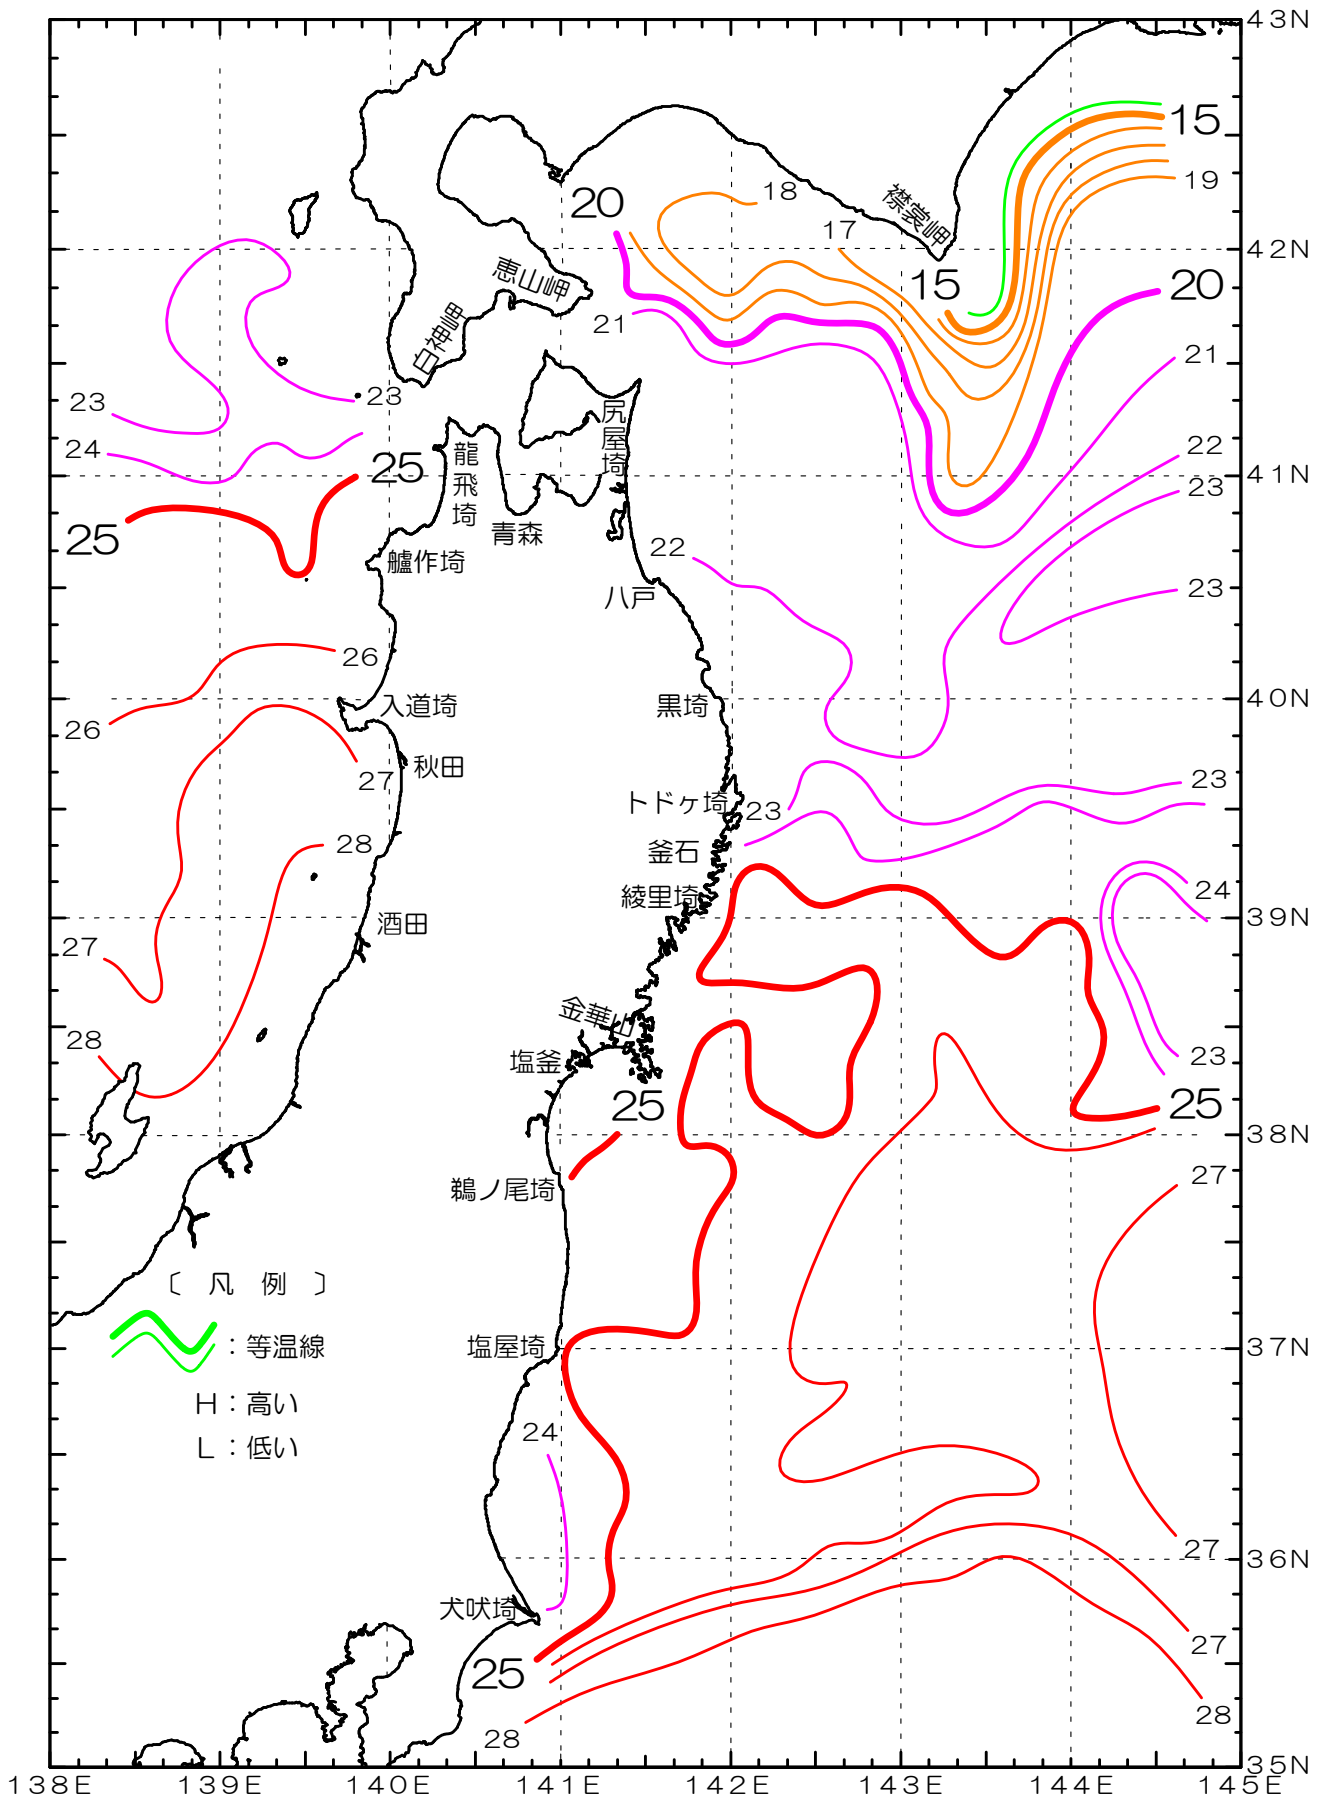 43N
15
18
19
襟裳岬
20
17
42N
恵山岬
15
20
白神岬
21
21
23
23
尻屋埼
24
龍飛埼
25
22
41N
23
25
青森
22
艫作埼
八戸
23
26
入道埼
黒埼
40N
26
秋田
27
23
トドヶ埼
23
28
釜石
綾里埼
24
酒田
39N
27
金華山
28
塩釜
23
25
25
38N
鵜ノ尾埼
27
〔 凡 例 〕
:等温線
塩屋埼
37N
H:高い
24
L:低い
27
36N
犬吠埼
27
25
28
28
35N
138E
139E
140E
141E
142E
143E
144E
145E